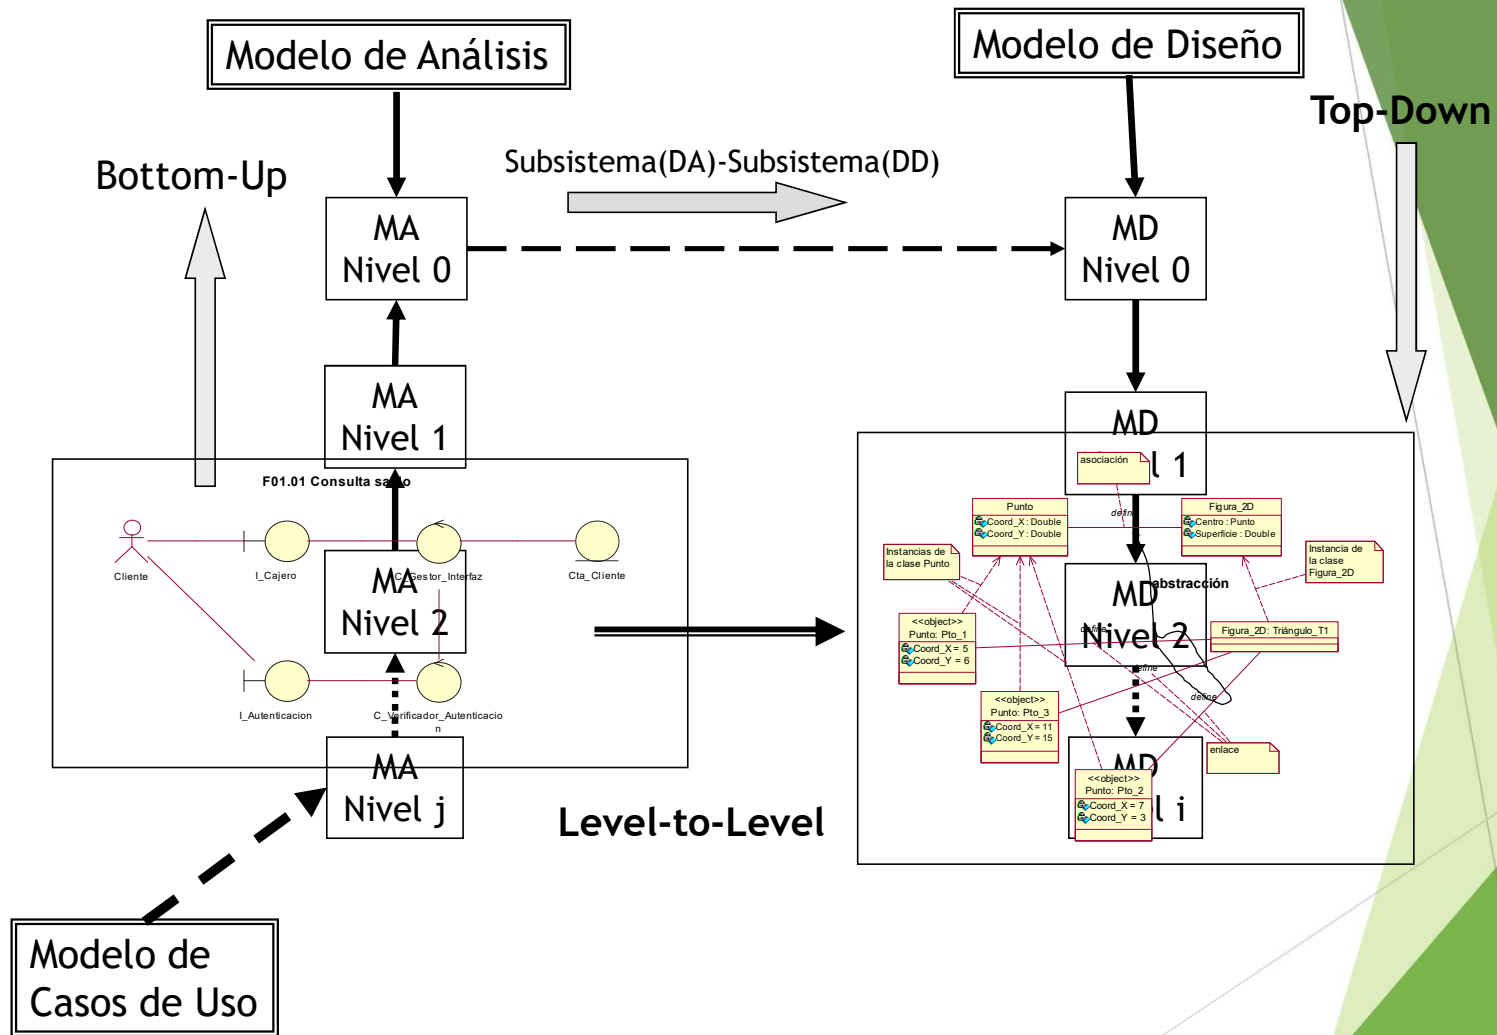 Modelo de Análisis
Modelo de Diseño
Top-Down
Bottom-Up
Subsistema(DA)-Subsistema(DD)
MA
Nivel 0
MD
Nivel 0
MA
Nivel 1
MD
l 1
asociación
F01.01 Consulta saldo
Cliente
I_Cajero
C_Gestor_Interfaz
Cta_Cliente
MA
Nivel 2
I_Autenticacion
C_Verificador_Autenticacio
n
MA
Nivel j
Punto
Coord_X : Double
Coord_Y : Double
define
Figura_2D
Centro : Punto
Superficie : Double
Instancias de
la clase Punto
Instancia de
la clase
Figura_2D
abstracción
MD
Nivel 2
<<object>>
Punto: Pto_1
Coord_X = 5
Coord_Y = 6
define
Figura_2D: Triángulo_T1
define
define
<<object>>
Punto: Pto_3
Coord_X = 11
Coord_Y = 15
enlace
MD
l i
<<object>>
Punto: Pto_2
Coord_X = 7
Coord_Y = 3
Level-to-Level
Modelo de
Casos de Uso